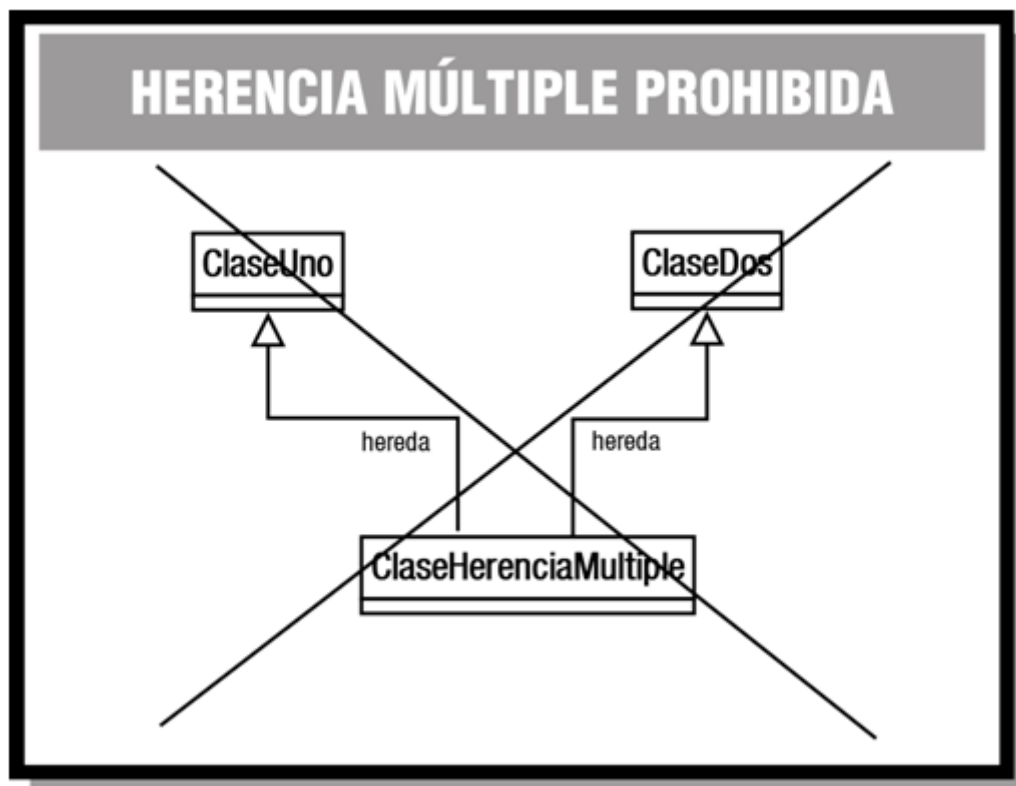 HERENCIA MÚLTIPLE PROHIBIDA
ClaseUno
ClaseDos
hereda
hereda
ClaseHerenciaMultiple